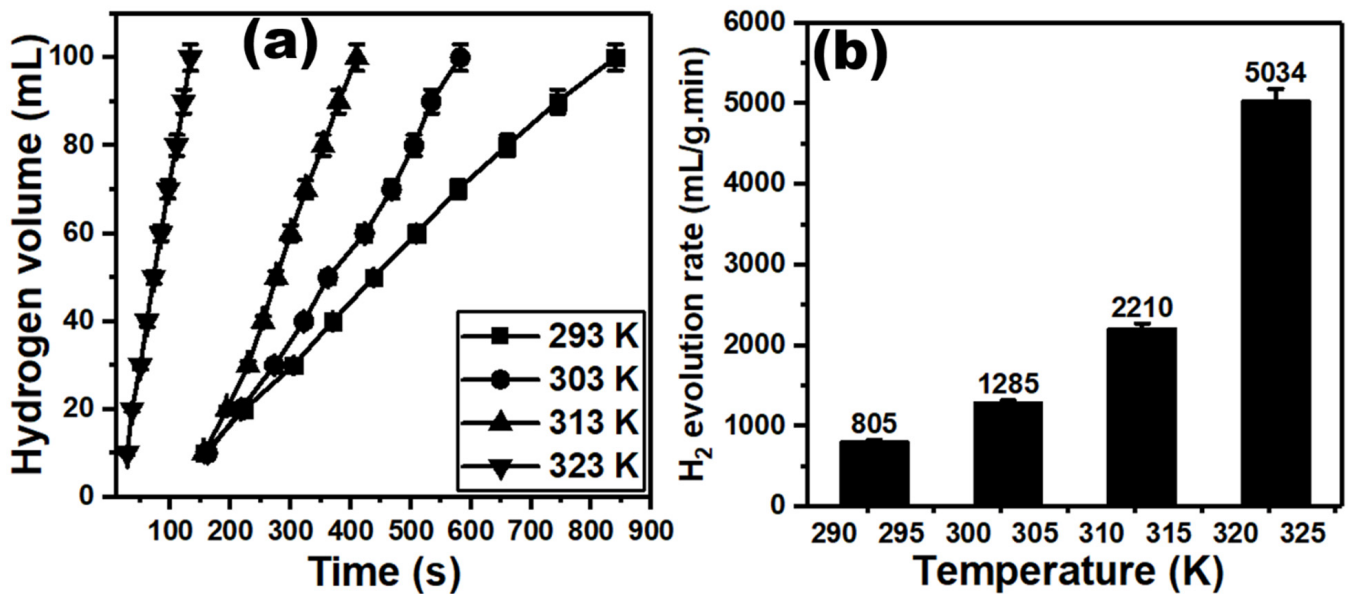 (a)
Hydrogen volume (mL)
100
80
60
40
20
0
293 K
303 K
313 K
323 K
100 200 300 400 500 600 700 800 900
Time (s)
(b)
H₂ evolution rate (mL/g.min)
6000
5000
4000
3000
2000
1000
0
805
1285
2210
5034
290 295 300 305 310 315 320 325
Temperature (K)